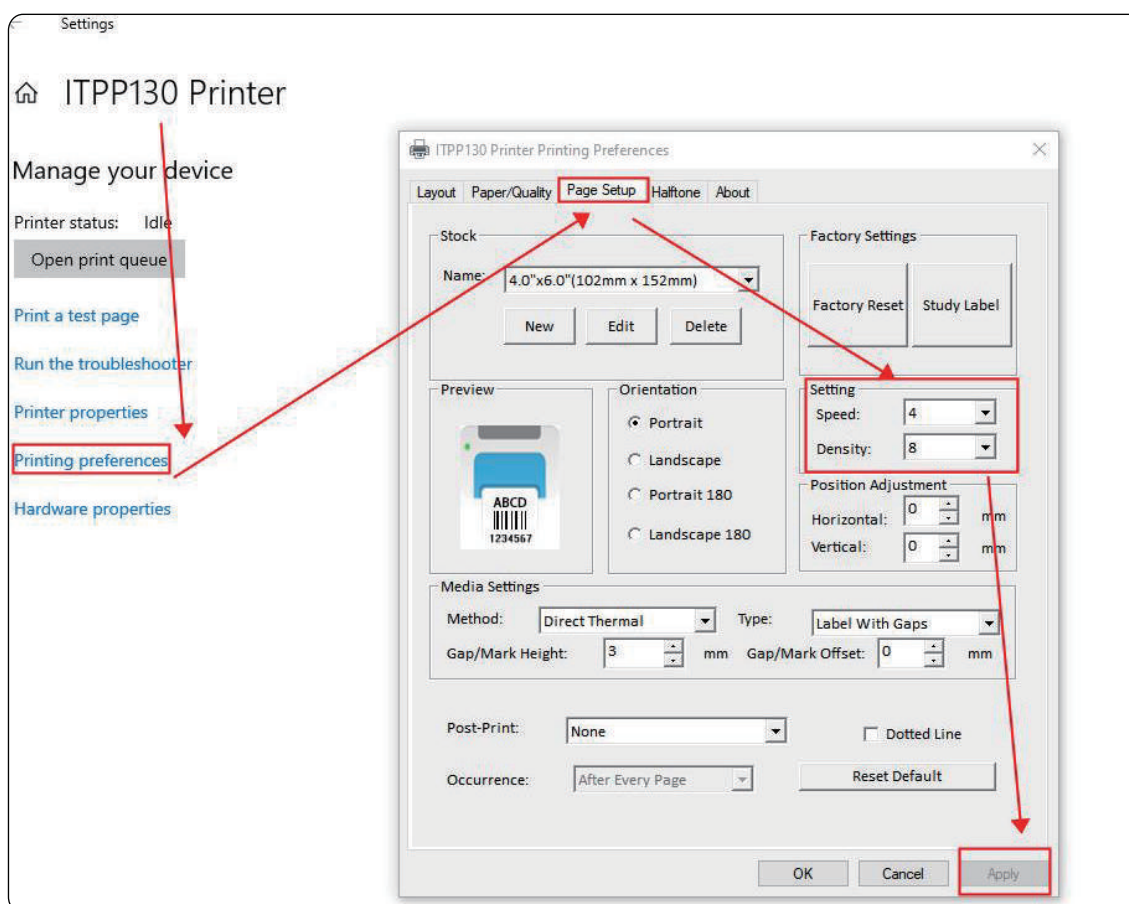 Settings
ITPP130 Printer
Manage your device
Printer status: Idle
Open print queue
Print a test page
Run the troubleshooter
Printer properties
Printing preferences
Hardware properties
ITPP130 Printer Printing Preferences
Layout Paper/Quality Page Setup Halftone About
Stock
Name: 4.0"x6.0"(102mm x 152mm)
New Edit Delete
Factory Settings
Factory Reset Study Label
Preview
ABCD
1234567
Orientation
Portrait
Landscape
Portrait 180
Landscape 180
Setting
Speed: 4
Density: 8
Position Adjustment
Horizontal: 0 mm
Vertical: 0 mm
Media Settings
Method: Direct Thermal Type: Label With Gaps
Gap/Mark Height: 3 mm Gap/Mark Offset: 0 mm
Post-Print: None Dotted Line
Occurrence: After Every Page Reset Default
OK Cancel Apply